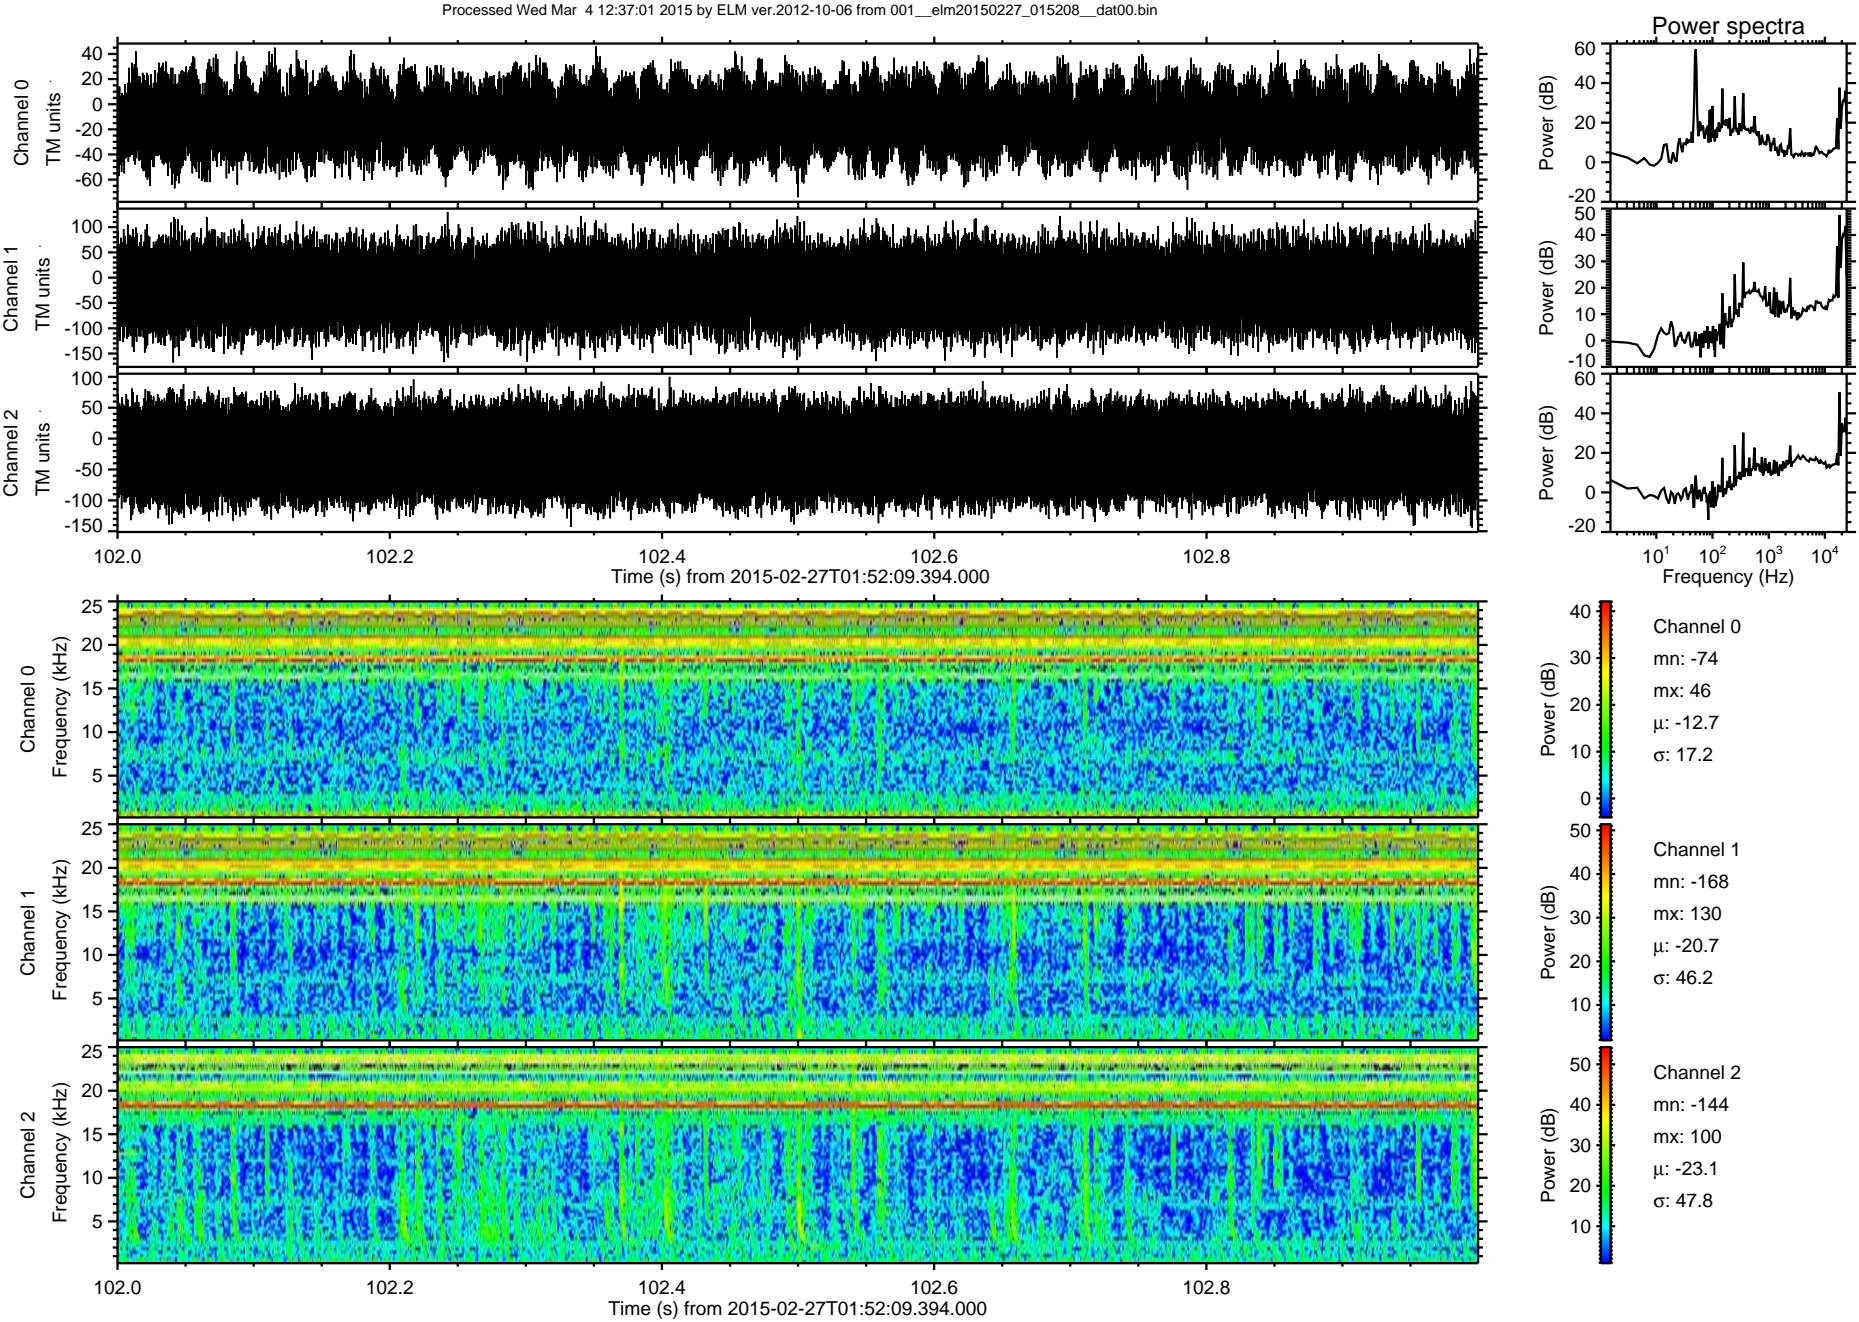 Processed Wed Mar  4 12:37:01 2015 by ELM ver.2012-10-06 from 001__elm20150227_015208__dat00.bin
Power spectra
Channel 0
TM units
40
20
0
-20
-40
-60
Power (dB)
60
40
20
0
-20
Channel 1
TM units
100
50
0
-50
-100
-150
Power (dB)
50
40
30
20
10
0
-10
Channel 2
TM units
100
50
0
-50
-100
-150
Power (dB)
60
40
20
0
-20
102.0 102.2 102.4 102.6 102.8
Time (s) from 2015-02-27T01:52:09.394.000
10¹ 10² 10³ 10⁴
Frequency (Hz)
Channel 0
Frequency (kHz)
25
20
15
10
5
Power (dB)
40
30
20
10
0
Channel 0
mn: -74
mx: 46
μ: -12.7
σ: 17.2
Channel 1
Frequency (kHz)
25
20
15
10
5
Power (dB)
50
40
30
20
10
Channel 1
mn: -168
mx: 130
μ: -20.7
σ: 46.2
Channel 2
Frequency (kHz)
25
20
15
10
5
Power (dB)
50
40
30
20
10
Channel 2
mn: -144
mx: 100
μ: -23.1
σ: 47.8
102.0 102.2 102.4 102.6 102.8
Time (s) from 2015-02-27T01:52:09.394.000